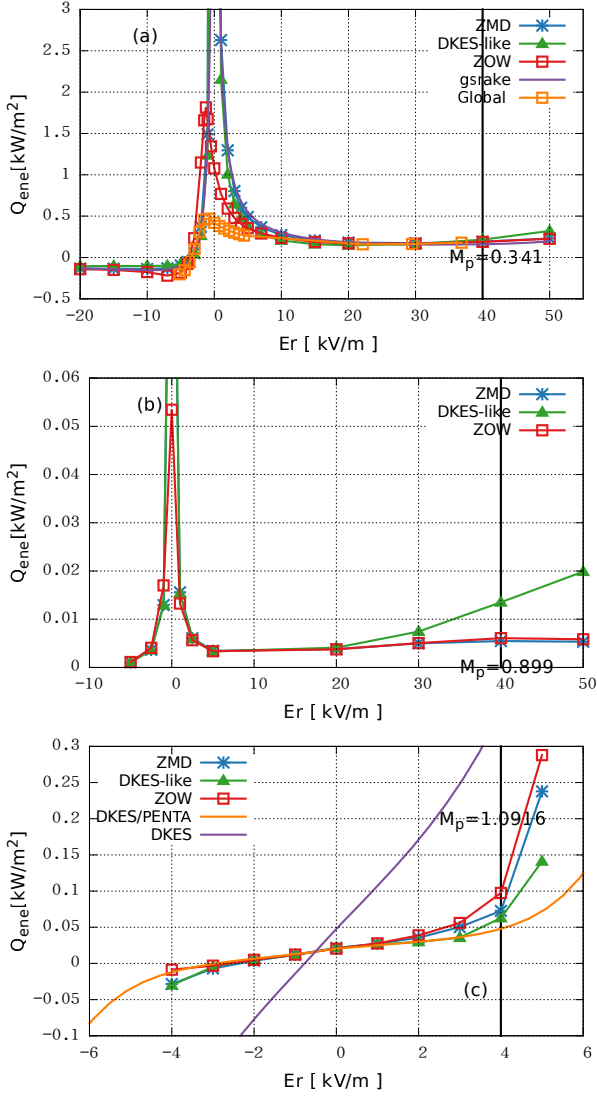 (a)
ZMD
DKES-like
ZOW
gsrake
Global
3
2.5
2
1.5
1
0.5
0
−0.5
Q_ene[kW/m^2]
M_p=0.341
−20 −10 0 10 20 30 40 50
Er [ kV/m ]
(b)
ZMD
DKES-like
ZOW
0.06
0.05
0.04
0.03
0.02
0.01
0
Q_ene[kW/m^2]
M_p=0.899
−10 0 10 20 30 40 50
Er [ kV/m ]
ZMD
DKES-like
ZOW
DKES/PENTA
DKES
0.3
0.25
0.2
0.15
0.1
0.05
0
−0.05
−0.1
Q_ene[kW/m^2]
M_p=1.0916
(c)
−6 −4 −2 0 2 4 6
Er [ kV/m ]